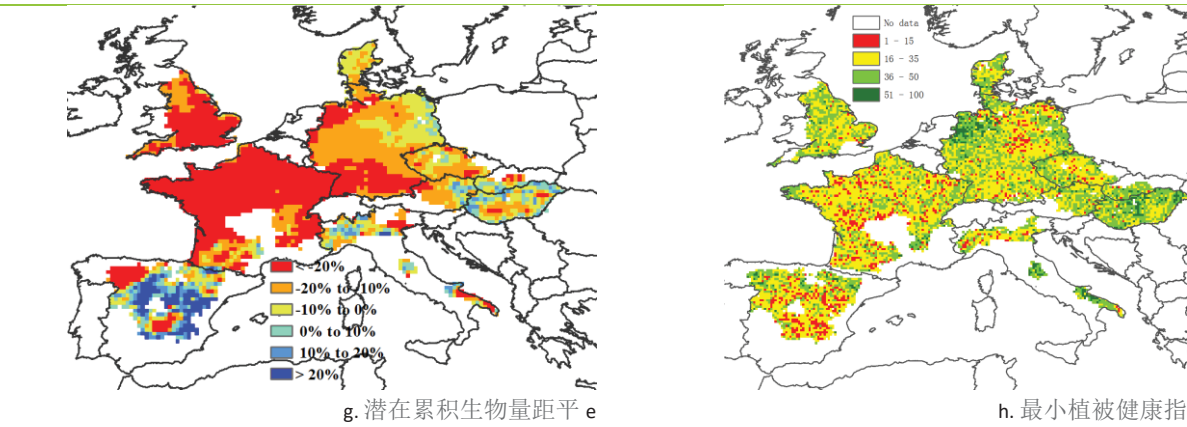 No data
1 - 15
16 - 35
36 - 50
51 - 100
< -20%
-20% to -10%
-10% to 0%
0% to 10%
10% to 20%
> 20%
g. 潜在累积生物量距平 e
h. 最小植被健康指